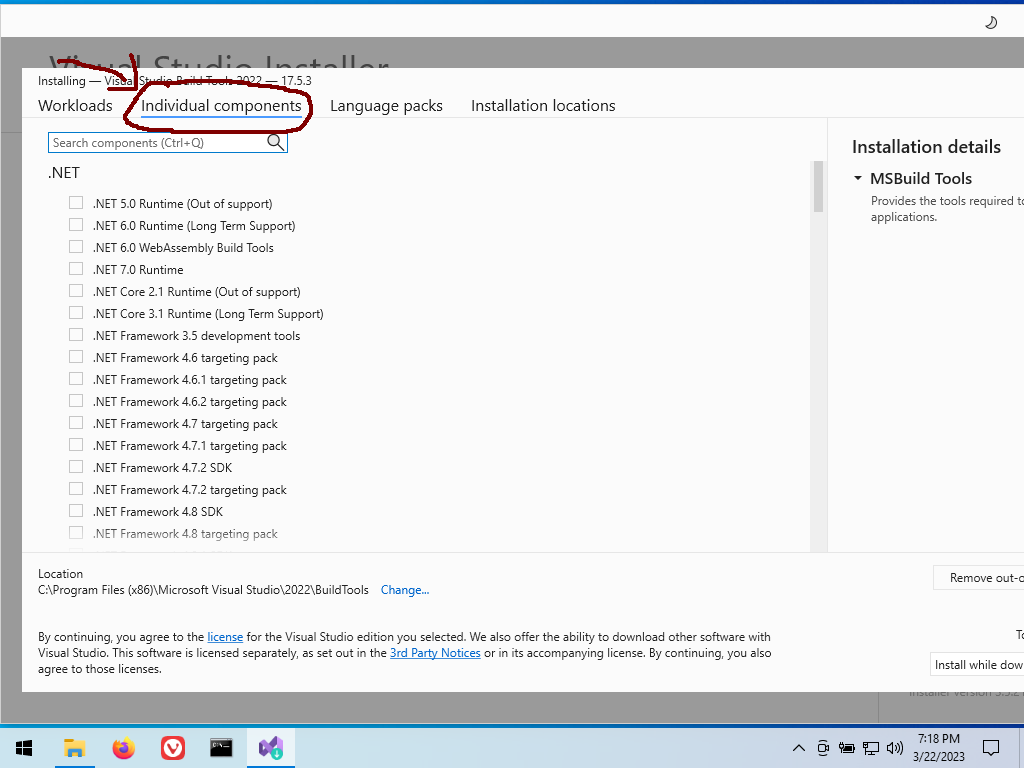 Visual Studio Installer
Installing — Visual Studio Build Tools 2022 — 17.5.3
Workloads Individual components Language packs Installation locations
Search components (Ctrl+Q)
.NET
.NET 5.0 Runtime (Out of support)
.NET 6.0 Runtime (Long Term Support)
.NET 6.0 WebAssembly Build Tools
.NET 7.0 Runtime
.NET Core 2.1 Runtime (Out of support)
.NET Core 3.1 Runtime (Long Term Support)
.NET Framework 3.5 development tools
.NET Framework 4.6 targeting pack
.NET Framework 4.6.1 targeting pack
.NET Framework 4.6.2 targeting pack
.NET Framework 4.7 targeting pack
.NET Framework 4.7.1 targeting pack
.NET Framework 4.7.2 SDK
.NET Framework 4.7.2 targeting pack
.NET Framework 4.8 SDK
.NET Framework 4.8 targeting pack
Installation details
MSBuild Tools
Provides the tools required to
applications.
Location
C:\Program Files (x86)\Microsoft Visual Studio\2022\BuildTools Change...
Remove out-o
By continuing, you agree to the license for the Visual Studio edition you selected. We also offer the ability to download other software with
Visual Studio. This software is licensed separately, as set out in the 3rd Party Notices or in its accompanying license. By continuing, you also
agree to those licenses.
To
Install while dow
7:18 PM
3/22/2023